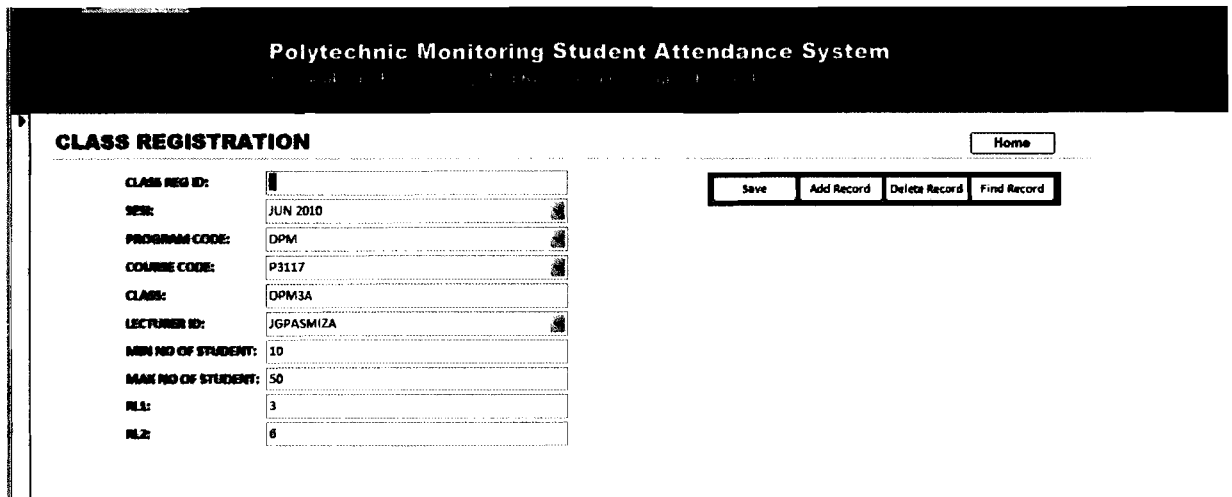 Polytechnic Monitoring Student Attendance System
CLASS REGISTRATION
Home
CLASS REG ID:
Save Add Record Delete Record Find Record
SESI: JUN 2010
PROGRAM CODE: DPM
COURSE CODE: P3117
CLASS: DPM3A
LECTURER ID: JGPASMIZA
MIN NO OF STUDENT: 10
MAX NO OF STUDENT: 50
RL1: 3
RL2: 6